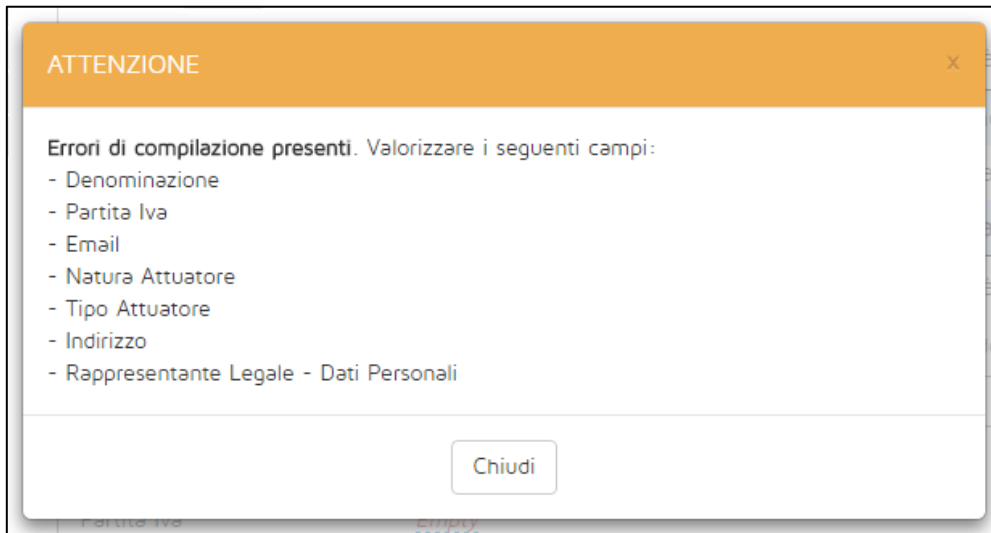 ATTENZIONE
x
Errori di compilazione presenti. Valorizzare i seguenti campi:
- Denominazione
- Partita Iva
- Email
- Natura Attuatore
- Tipo Attuatore
- Indirizzo
- Rappresentante Legale - Dati Personali
Chiudi
Partita Iva Empty